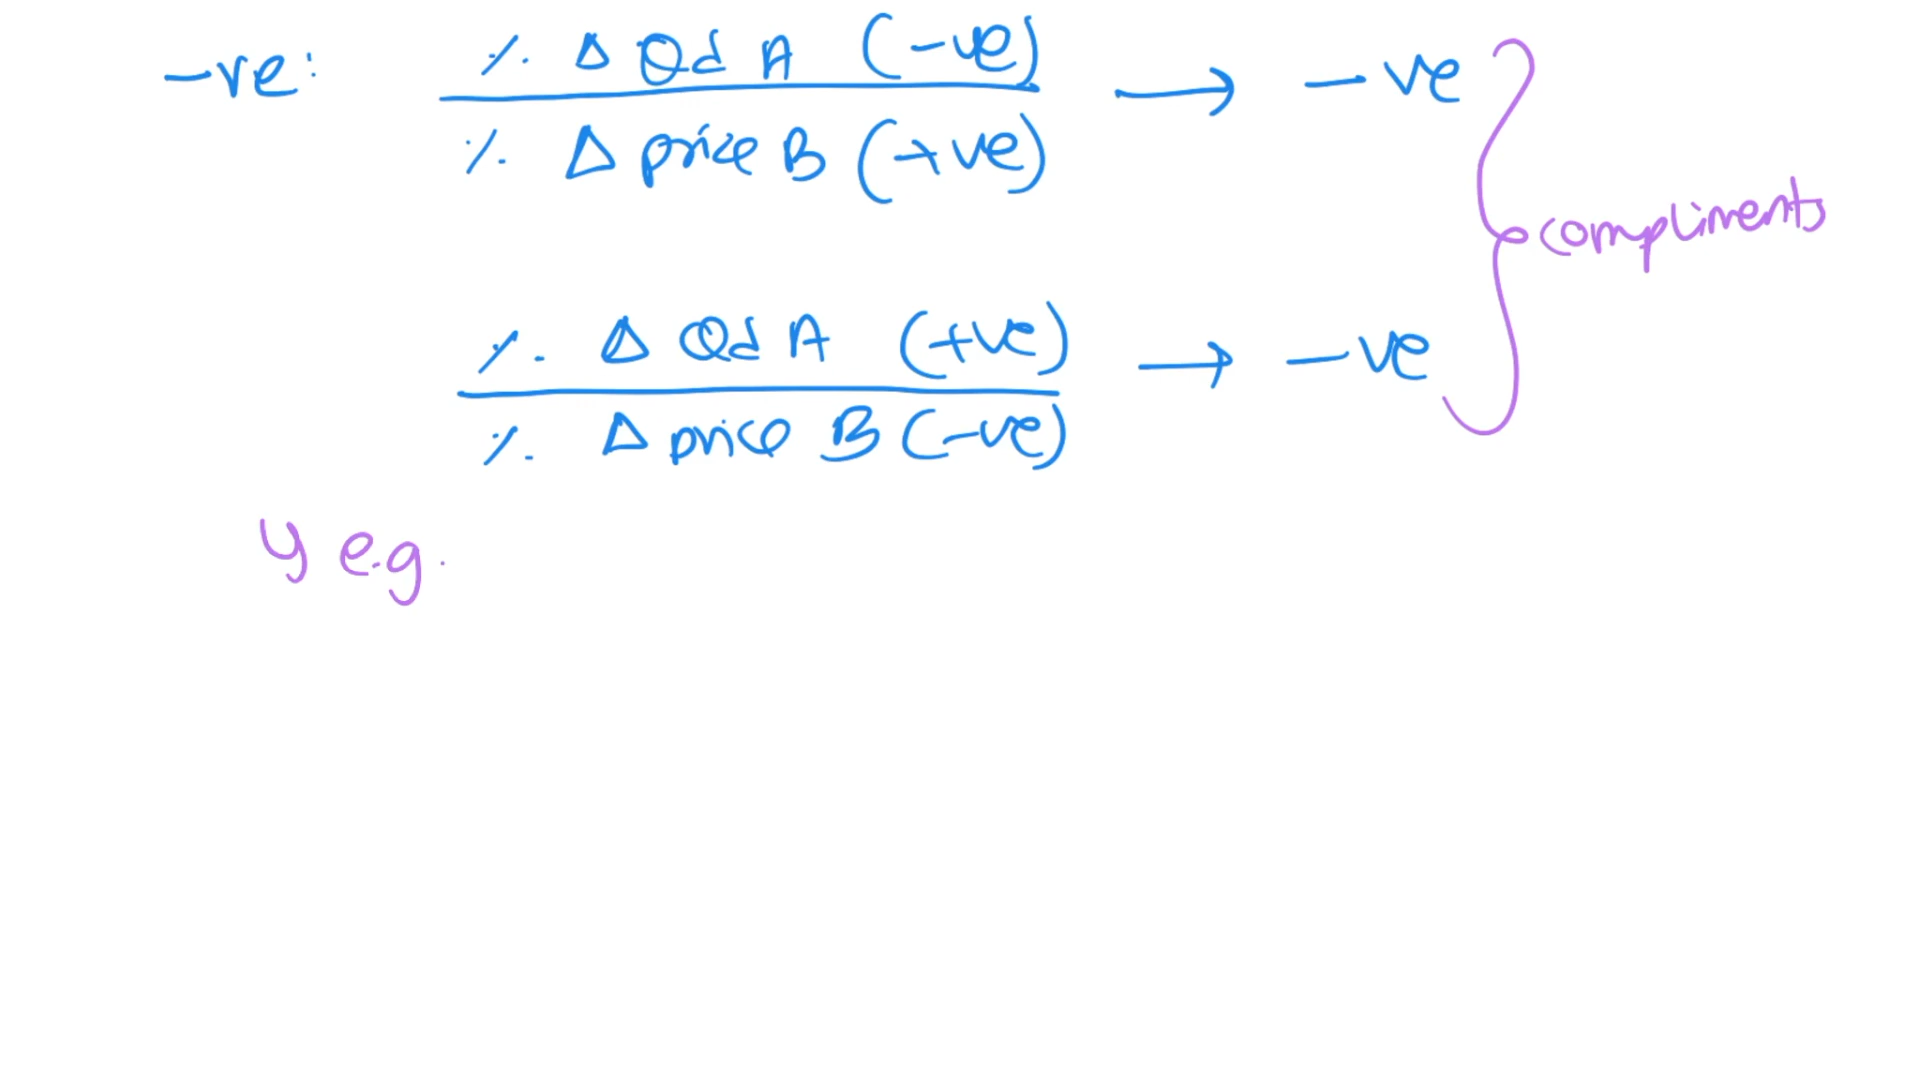 -ve: % Δ Qd A (-ve) → -ve
% Δ price B (+ve)
compliments
% Δ Qd A (+ve) → -ve
% Δ price B (-ve)
↳ e.g.